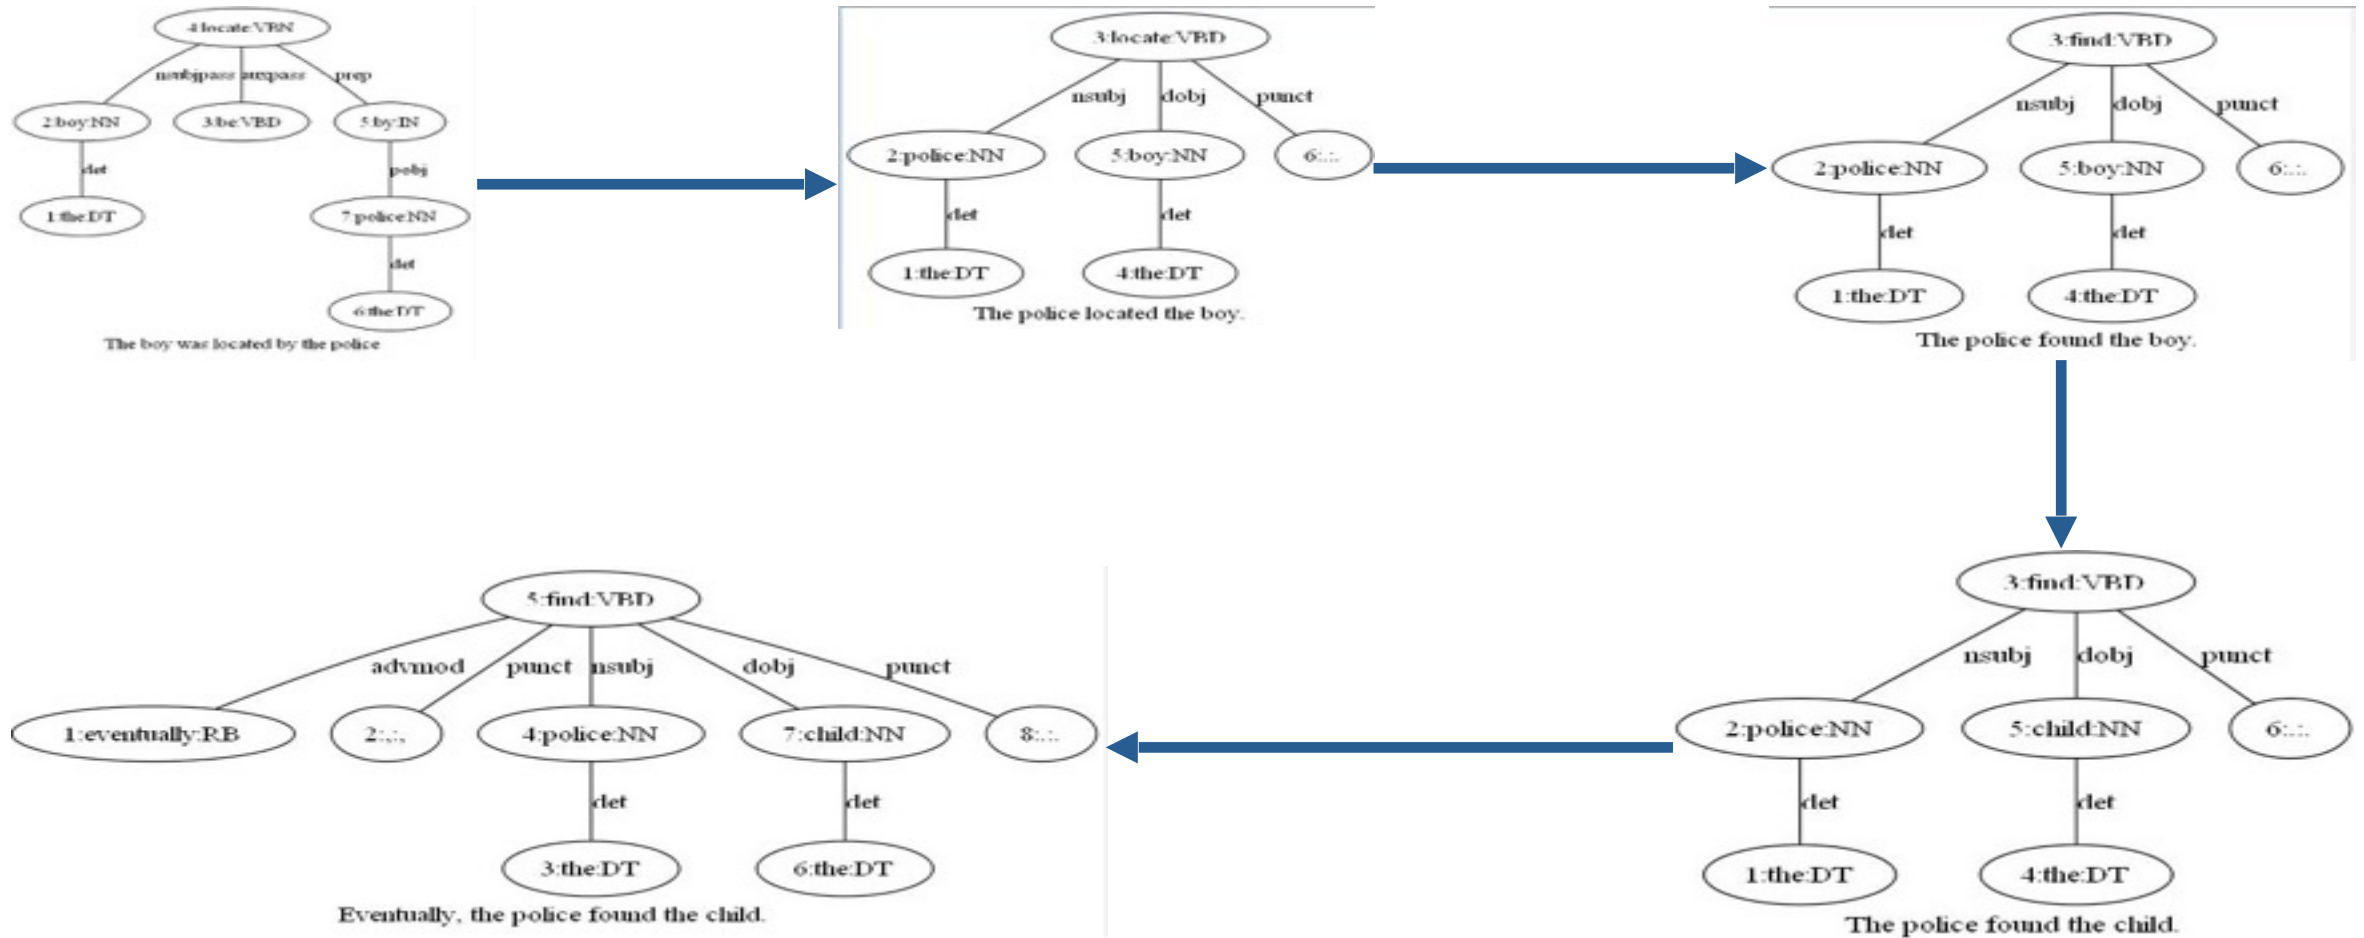 4:locate:VBN
nsubjpass auxpass prep
2:boy:NN 3:be:VBD 5:by:IN
det pobj
1:the:DT 7:police:NN
det
6:the:DT
The boy was located by the police
3:locate:VBD
nsubj dobj punct
2:police:NN 5:boy:NN 6:.:.
det det
1:the:DT 4:the:DT
The police located the boy.
3:find:VBD
nsubj dobj punct
2:police:NN 5:boy:NN 6:.:.
det det
1:the:DT 4:the:DT
The police found the boy.
3:find:VBD
nsubj dobj punct
2:police:NN 5:child:NN 6:.:.
det det
1:the:DT 4:the:DT
The police found the child.
5:find:VBD
advmod punct nsubj dobj punct
1:eventually:RB 2:,:, 4:police:NN 7:child:NN 8:.:.
det det
3:the:DT 6:the:DT
Eventually, the police found the child.